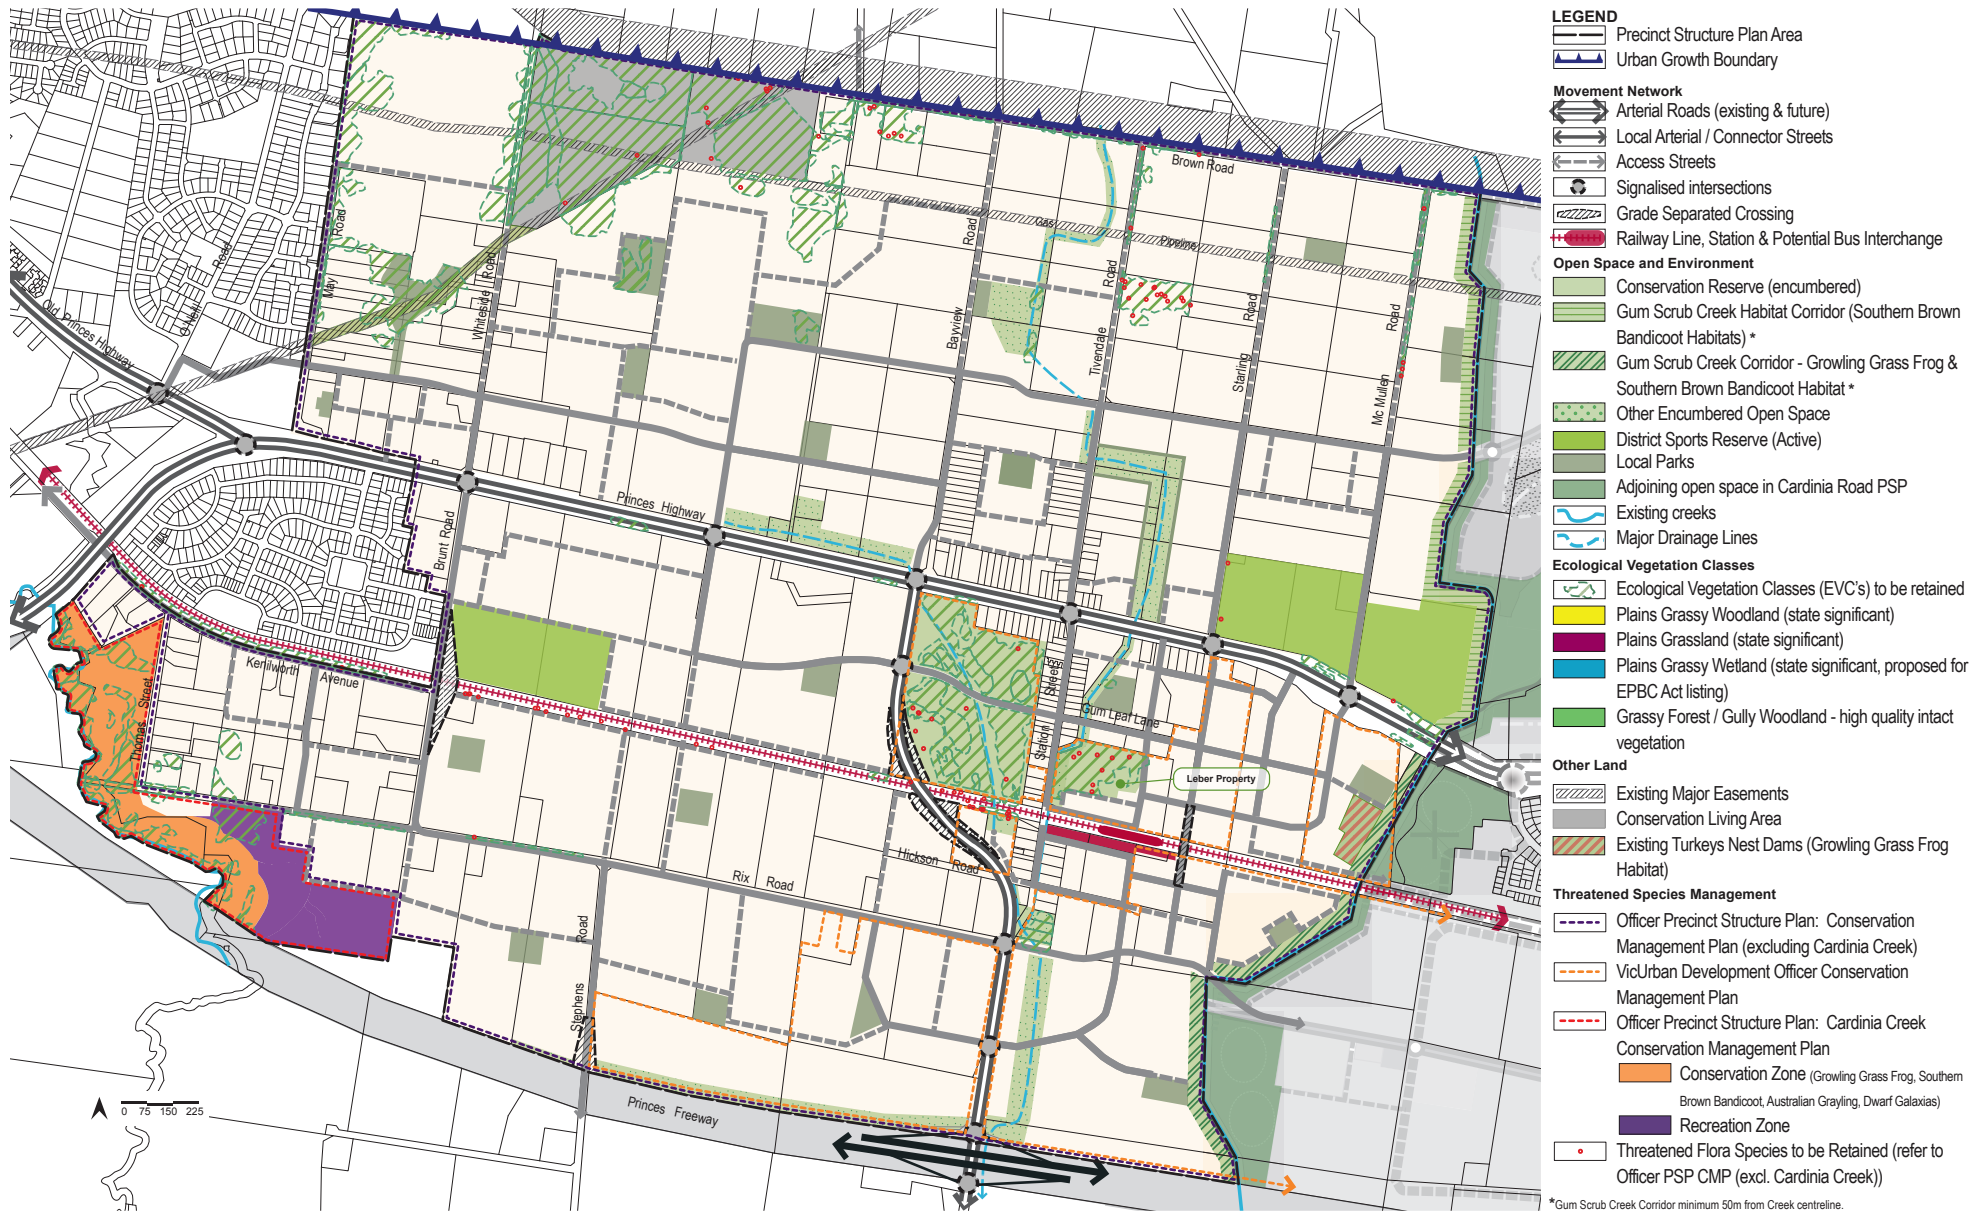 LEGEND
Precinct Structure Plan Area
Urban Growth Boundary
Movement Network
Arterial Roads (existing & future)
Local Arterial / Connector Streets
Access Streets
Signalised intersections
Grade Separated Crossing
Railway Line, Station & Potential Bus Interchange
Open Space and Environment
Conservation Reserve (encumbered)
Gum Scrub Creek Habitat Corridor (Southern Brown
Bandicoot Habitats) *
Gum Scrub Creek Corridor - Growling Grass Frog &
Southern Brown Bandicoot Habitat *
Other Encumbered Open Space
District Sports Reserve (Active)
Local Parks
Adjoining open space in Cardinia Road PSP
Existing creeks
Major Drainage Lines
Ecological Vegetation Classes
Ecological Vegetation Classes (EVC's) to be retained
Plains Grassy Woodland (state significant)
Plains Grassland (state significant)
Plains Grassy Wetland (state significant, proposed for
EPBC Act listing)
Grassy Forest / Gully Woodland - high quality intact
vegetation
Other Land
Existing Major Easements
Conservation Living Area
Existing Turkeys Nest Dams (Growling Grass Frog
Habitat)
Threatened Species Management
Officer Precinct Structure Plan: Conservation
Management Plan (excluding Cardinia Creek)
VicUrban Development Officer Conservation
Management Plan
Officer Precinct Structure Plan: Cardinia Creek
Conservation Management Plan
Conservation Zone (Growling Grass Frog, Southern
Brown Bandicoot, Australian Grayling, Dwarf Galaxias)
Recreation Zone
Threatened Flora Species to be Retained (refer to
Officer PSP CMP (excl. Cardinia Creek))
*Gum Scrub Creek Corridor minimum 50m from Creek centreline.
Brown Road
Gas
Pipeline
May Road
O'Neil Road
Whiteside Road
Bayview Road
Tivendale Road
Starling Road
Mc Mullen Road
Old Princes Highway
Princes Highway
Brunt Road
Kenilworth Avenue
Thomas Street
Station Street
Gum Leaf Lane
Leber Property
Hickson Road
Rix Road
Stephens Road
Princes Freeway
0 75 150 225